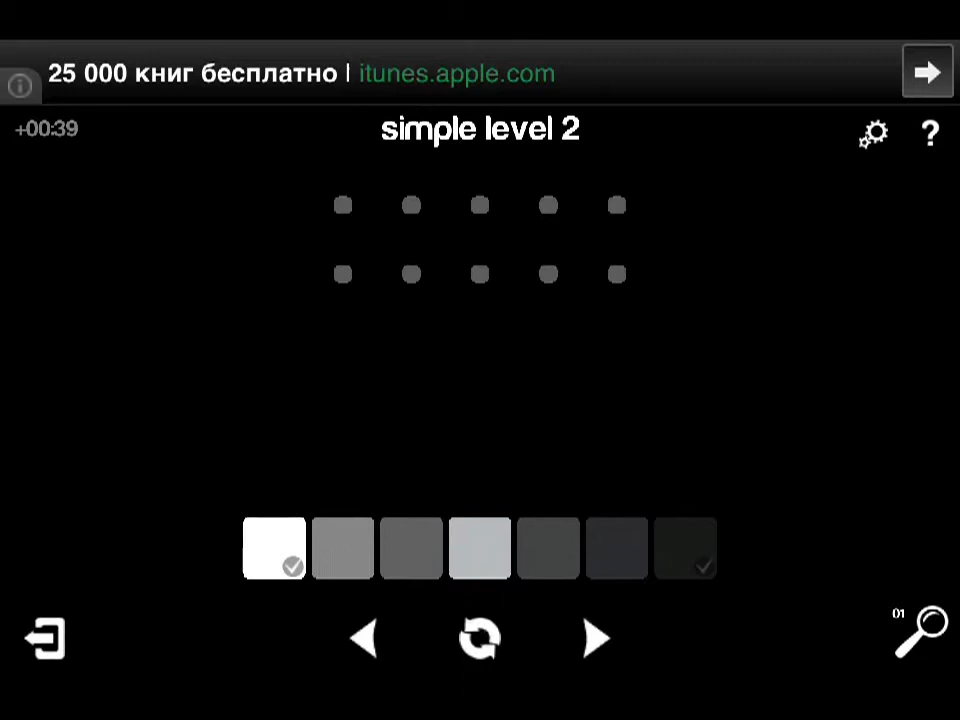 25 000 книг бесплатно | itunes.apple.com
+00:39
simple level 2
?
01